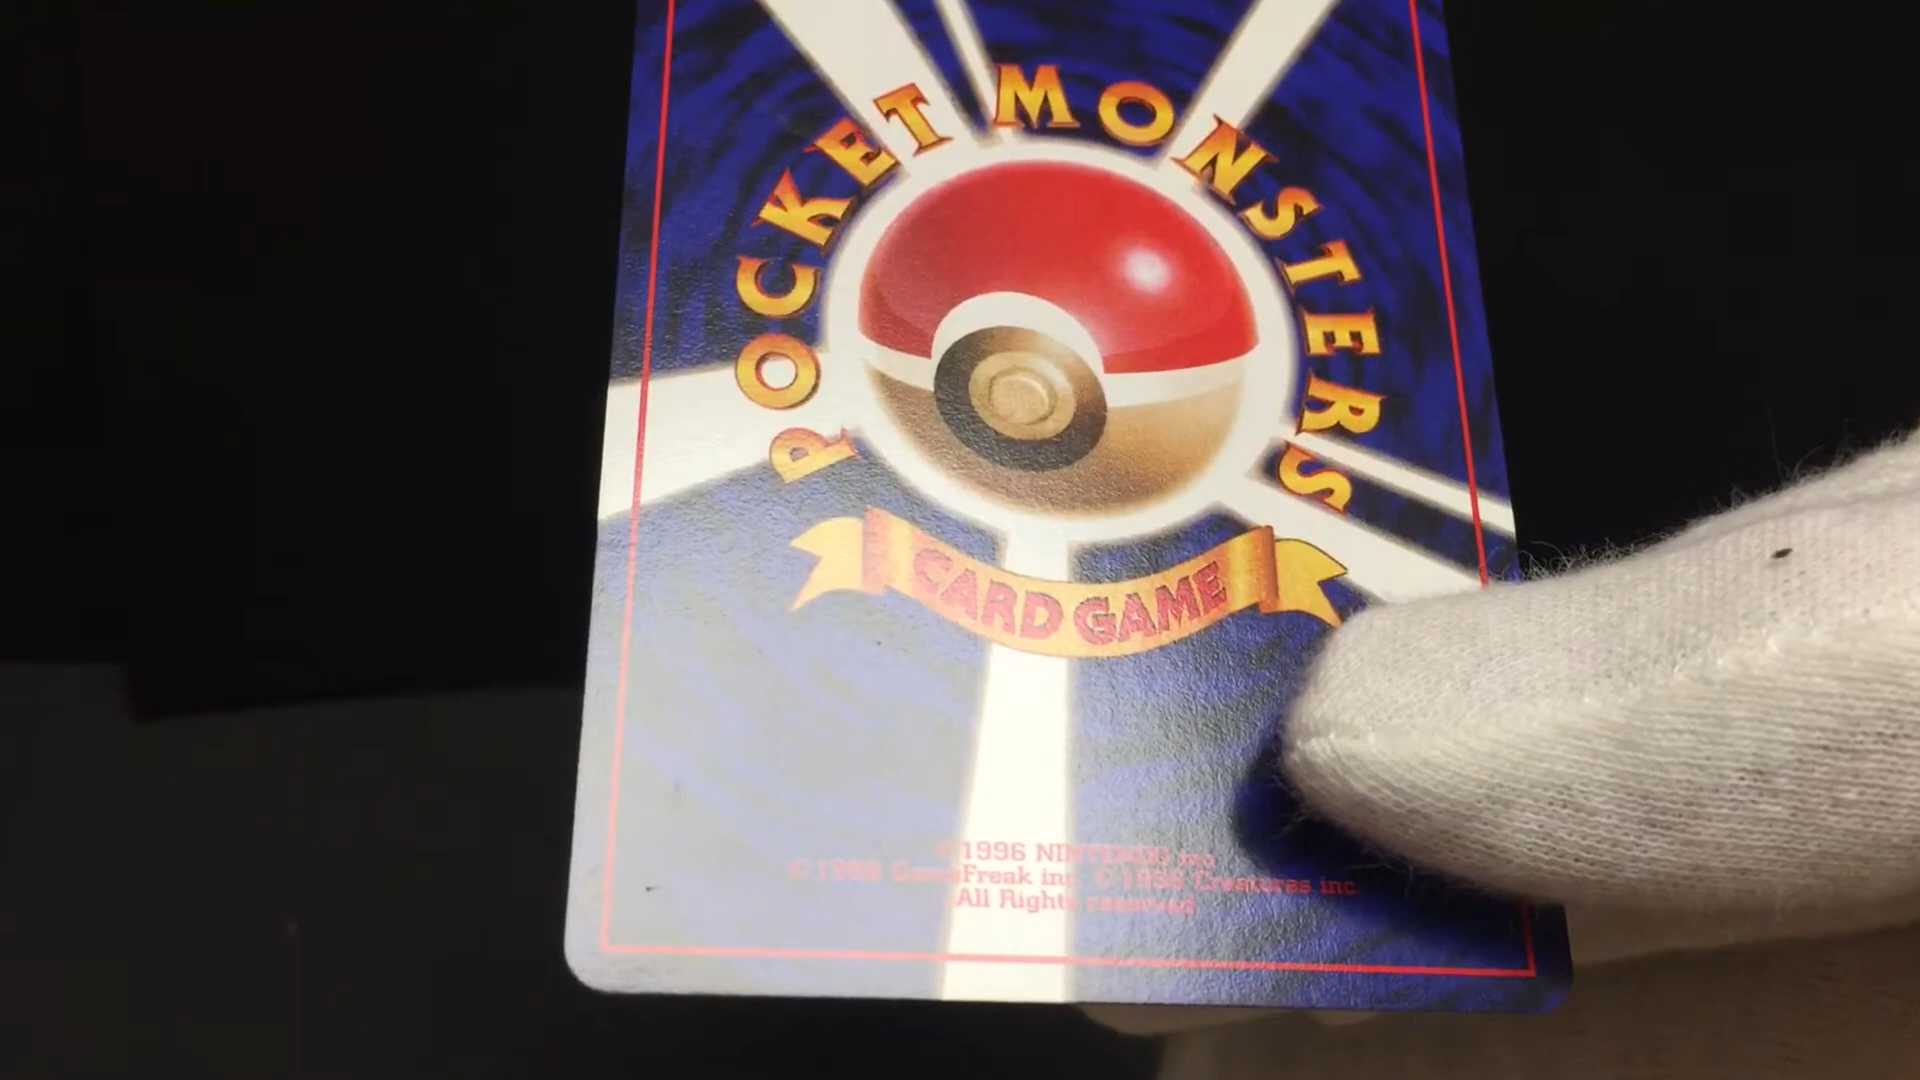 POCKET MONSTERS
CARD GAME
©1996 NINTENDO inc.
©1996 GameFreak inc. ©1996 Creatures inc.
All Rights reserved